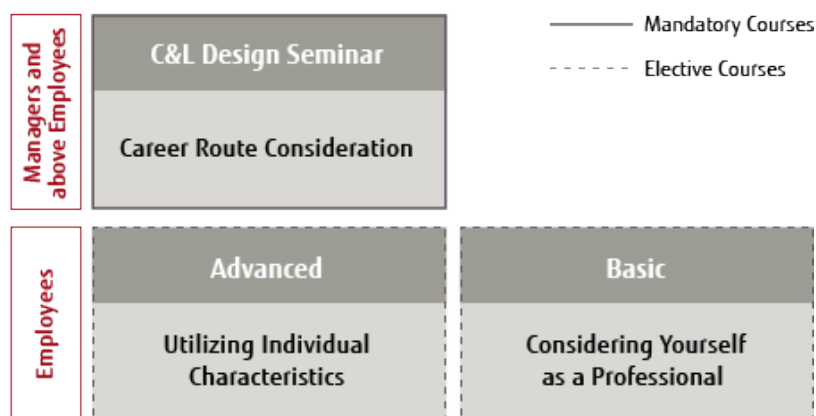 Managers and
above Employees
C&L Design Seminar
Career Route Consideration
Mandatory Courses
Elective Courses
Employees
Advanced
Utilizing Individual
Characteristics
Basic
Considering Yourself
as a Professional